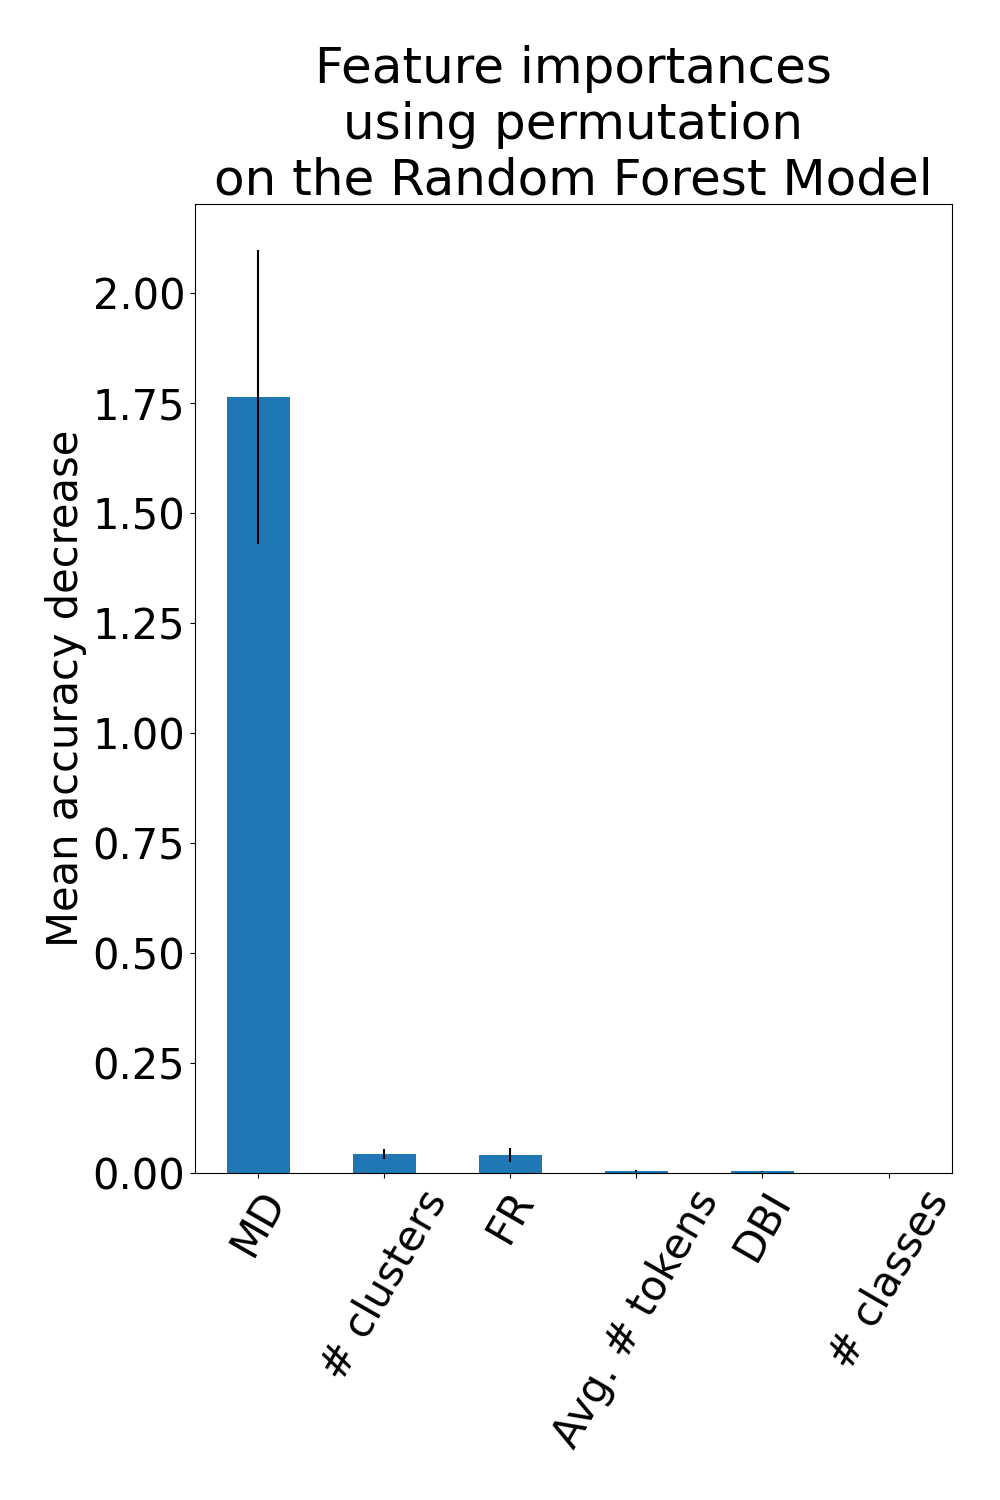 Feature importances
using permutation
on the Random Forest Model
Mean accuracy decrease
2.00
1.75
1.50
1.25
1.00
0.75
0.50
0.25
0.00
MD
# clusters
FR
Avg. # tokens
DBI
# classes